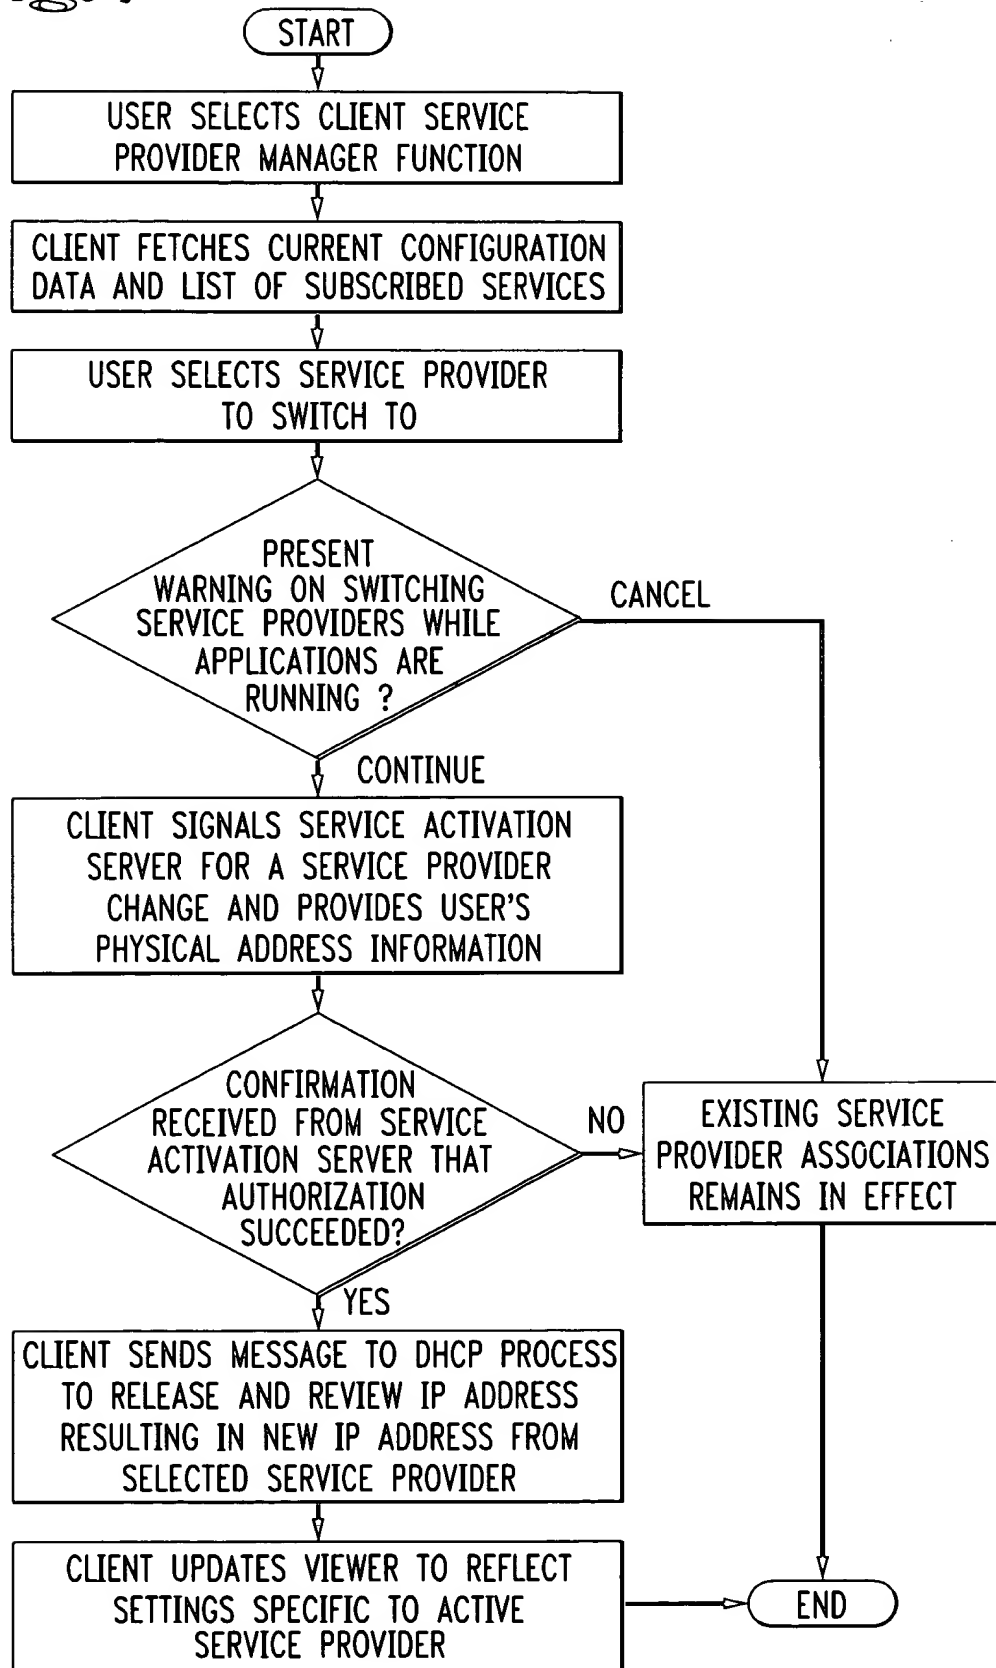 START
USER SELECTS CLIENT SERVICE
PROVIDER MANAGER FUNCTION
CLIENT FETCHES CURRENT CONFIGURATION
DATA AND LIST OF SUBSCRIBED SERVICES
USER SELECTS SERVICE PROVIDER
TO SWITCH TO
PRESENT
WARNING ON SWITCHING
SERVICE PROVIDERS WHILE
APPLICATIONS ARE
RUNNING ?
CANCEL
CONTINUE
CLIENT SIGNALS SERVICE ACTIVATION
SERVER FOR A SERVICE PROVIDER
CHANGE AND PROVIDES USER'S
PHYSICAL ADDRESS INFORMATION
CONFIRMATION
RECEIVED FROM SERVICE
ACTIVATION SERVER THAT
AUTHORIZATION
SUCCEEDED?
NO
EXISTING SERVICE
PROVIDER ASSOCIATIONS
REMAINS IN EFFECT
YES
CLIENT SENDS MESSAGE TO DHCP PROCESS
TO RELEASE AND REVIEW IP ADDRESS
RESULTING IN NEW IP ADDRESS FROM
SELECTED SERVICE PROVIDER
CLIENT UPDATES VIEWER TO REFLECT
SETTINGS SPECIFIC TO ACTIVE
SERVICE PROVIDER
END